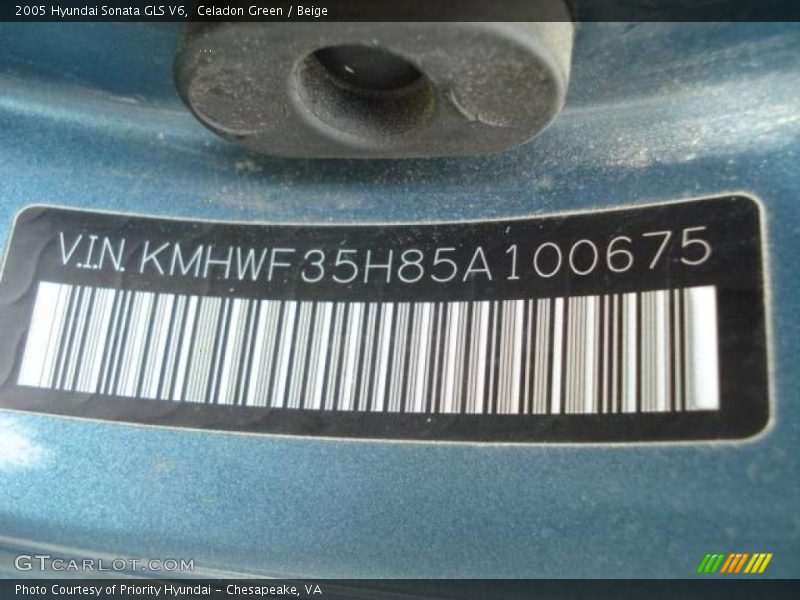 2005 Hyundai Sonata GLS V6, Celadon Green / Beige
V.I.N. KMHWF35H85A100675
GTCARLOT.COM
Photo Courtesy of Priority Hyundai - Chesapeake, VA